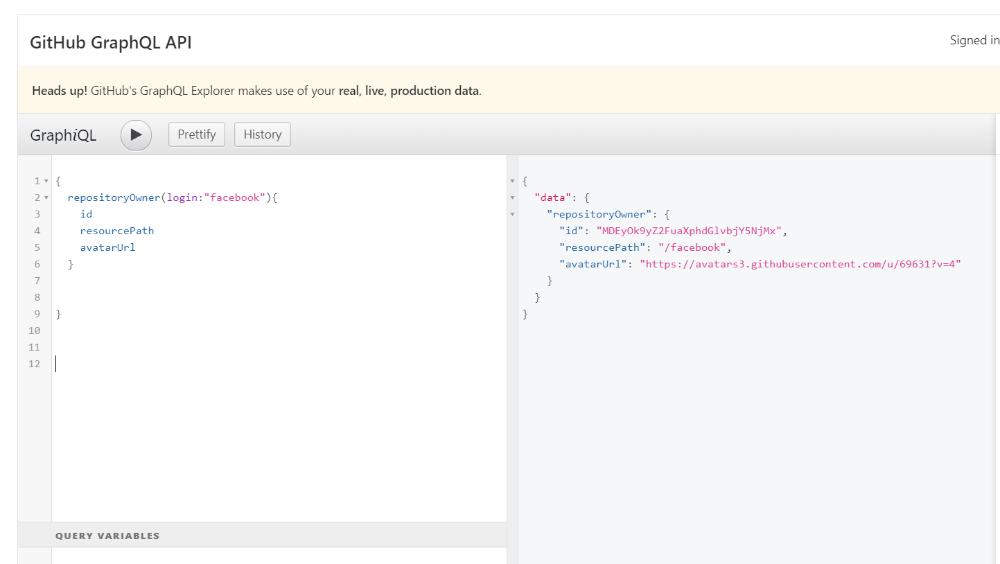 GitHub GraphQL API
Signed in
Heads up! GitHub's GraphQL Explorer makes use of your real, live, production data.
GraphiQL
Prettify
History
1 {
2 repositoryOwner(login:"facebook"){
3 id
4 resourcePath
5 avatarUrl
6 }
7
8
9 }
10
11
12
QUERY VARIABLES
{
"data": {
"repositoryOwner": {
"id": "MDEyOk9yZ2FuaXphdGlvbjY5NjMx",
"resourcePath": "/facebook",
"avatarUrl": "https://avatars3.githubusercontent.com/u/69631?v=4"
}
}
}